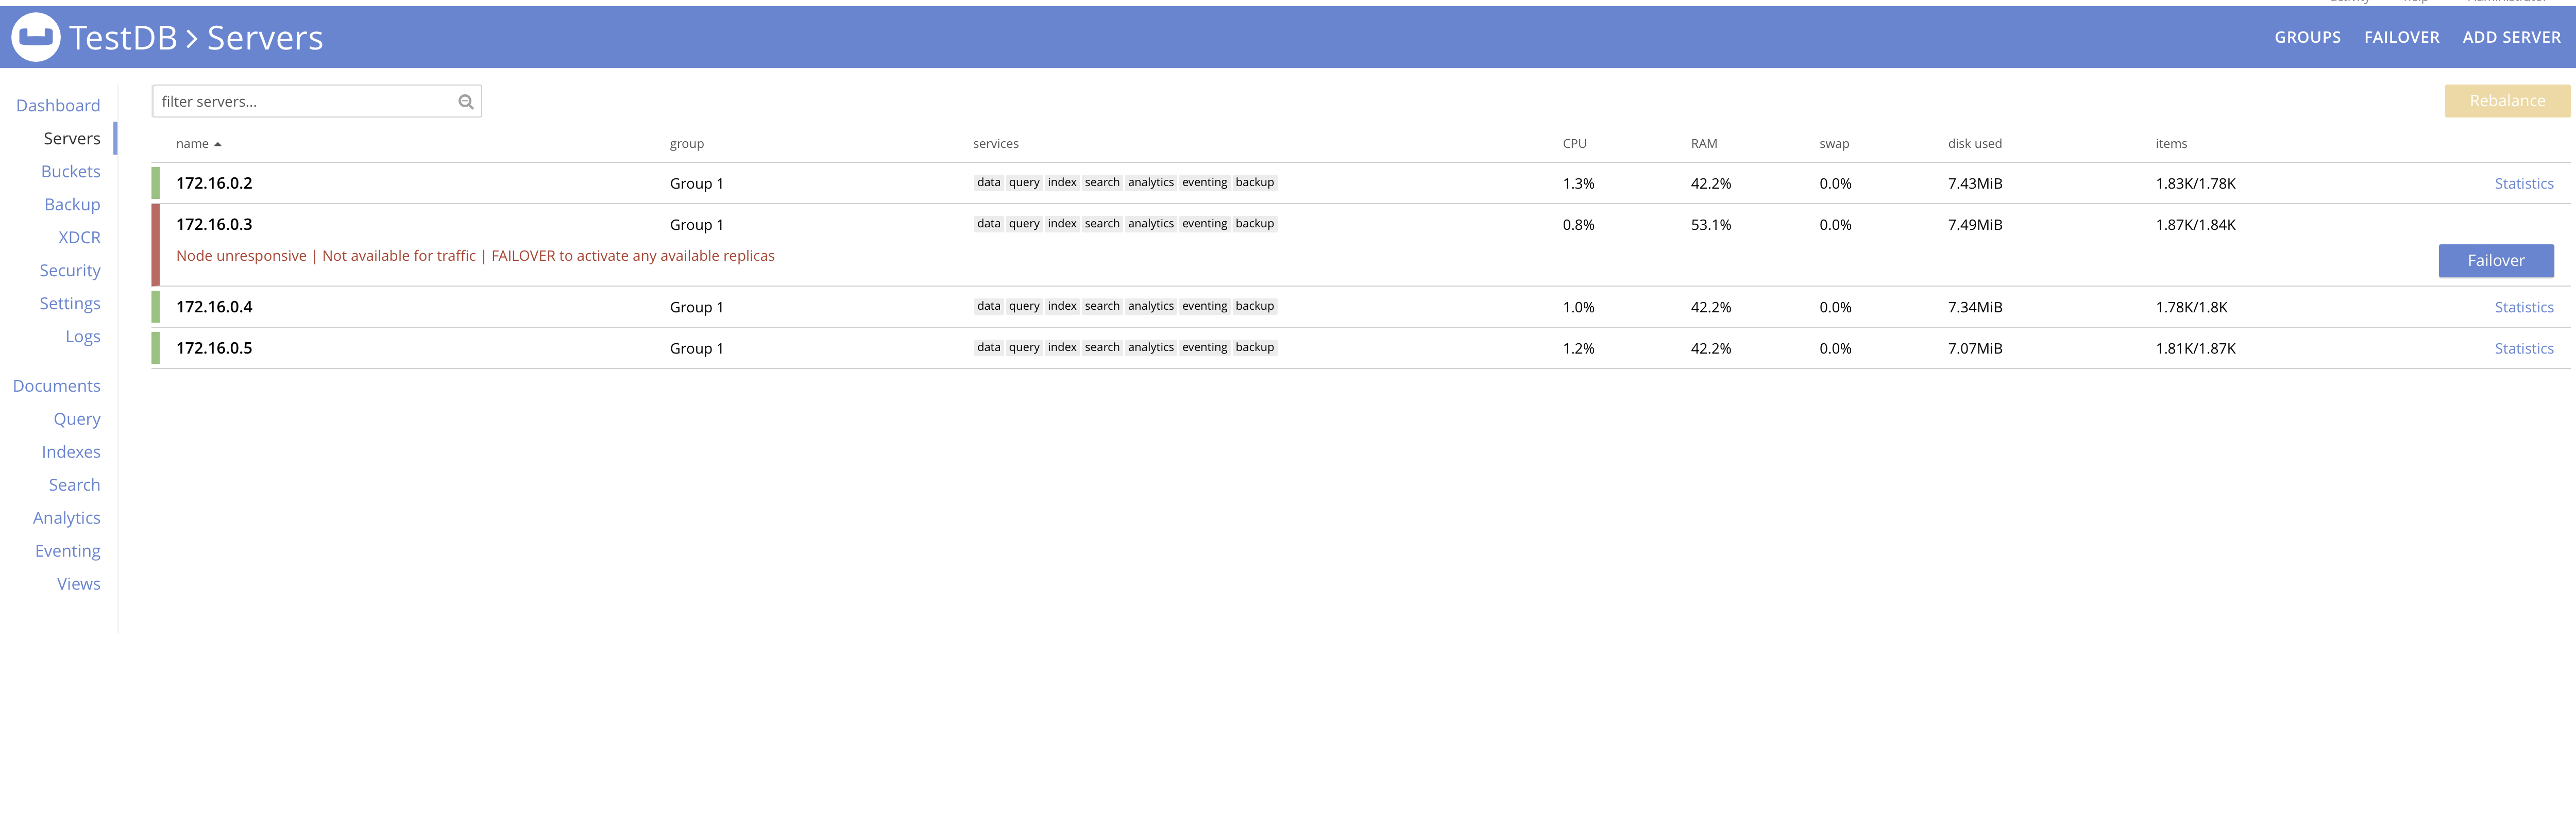 activity help Administrator
TestDB > Servers
GROUPS FAILOVER ADD SERVER
Dashboard
Servers
Buckets
Backup
XDCR
Security
Settings
Logs
Documents
Query
Indexes
Search
Analytics
Eventing
Views
filter servers...
Rebalance
name group services CPU RAM swap disk used items
172.16.0.2 Group 1 data query index search analytics eventing backup 1.3% 42.2% 0.0% 7.43MiB 1.83K/1.78K Statistics
172.16.0.3 Group 1 data query index search analytics eventing backup 0.8% 53.1% 0.0% 7.49MiB 1.87K/1.84K
Node unresponsive | Not available for traffic | FAILOVER to activate any available replicas
Failover
172.16.0.4 Group 1 data query index search analytics eventing backup 1.0% 42.2% 0.0% 7.34MiB 1.78K/1.8K Statistics
172.16.0.5 Group 1 data query index search analytics eventing backup 1.2% 42.2% 0.0% 7.07MiB 1.81K/1.87K Statistics